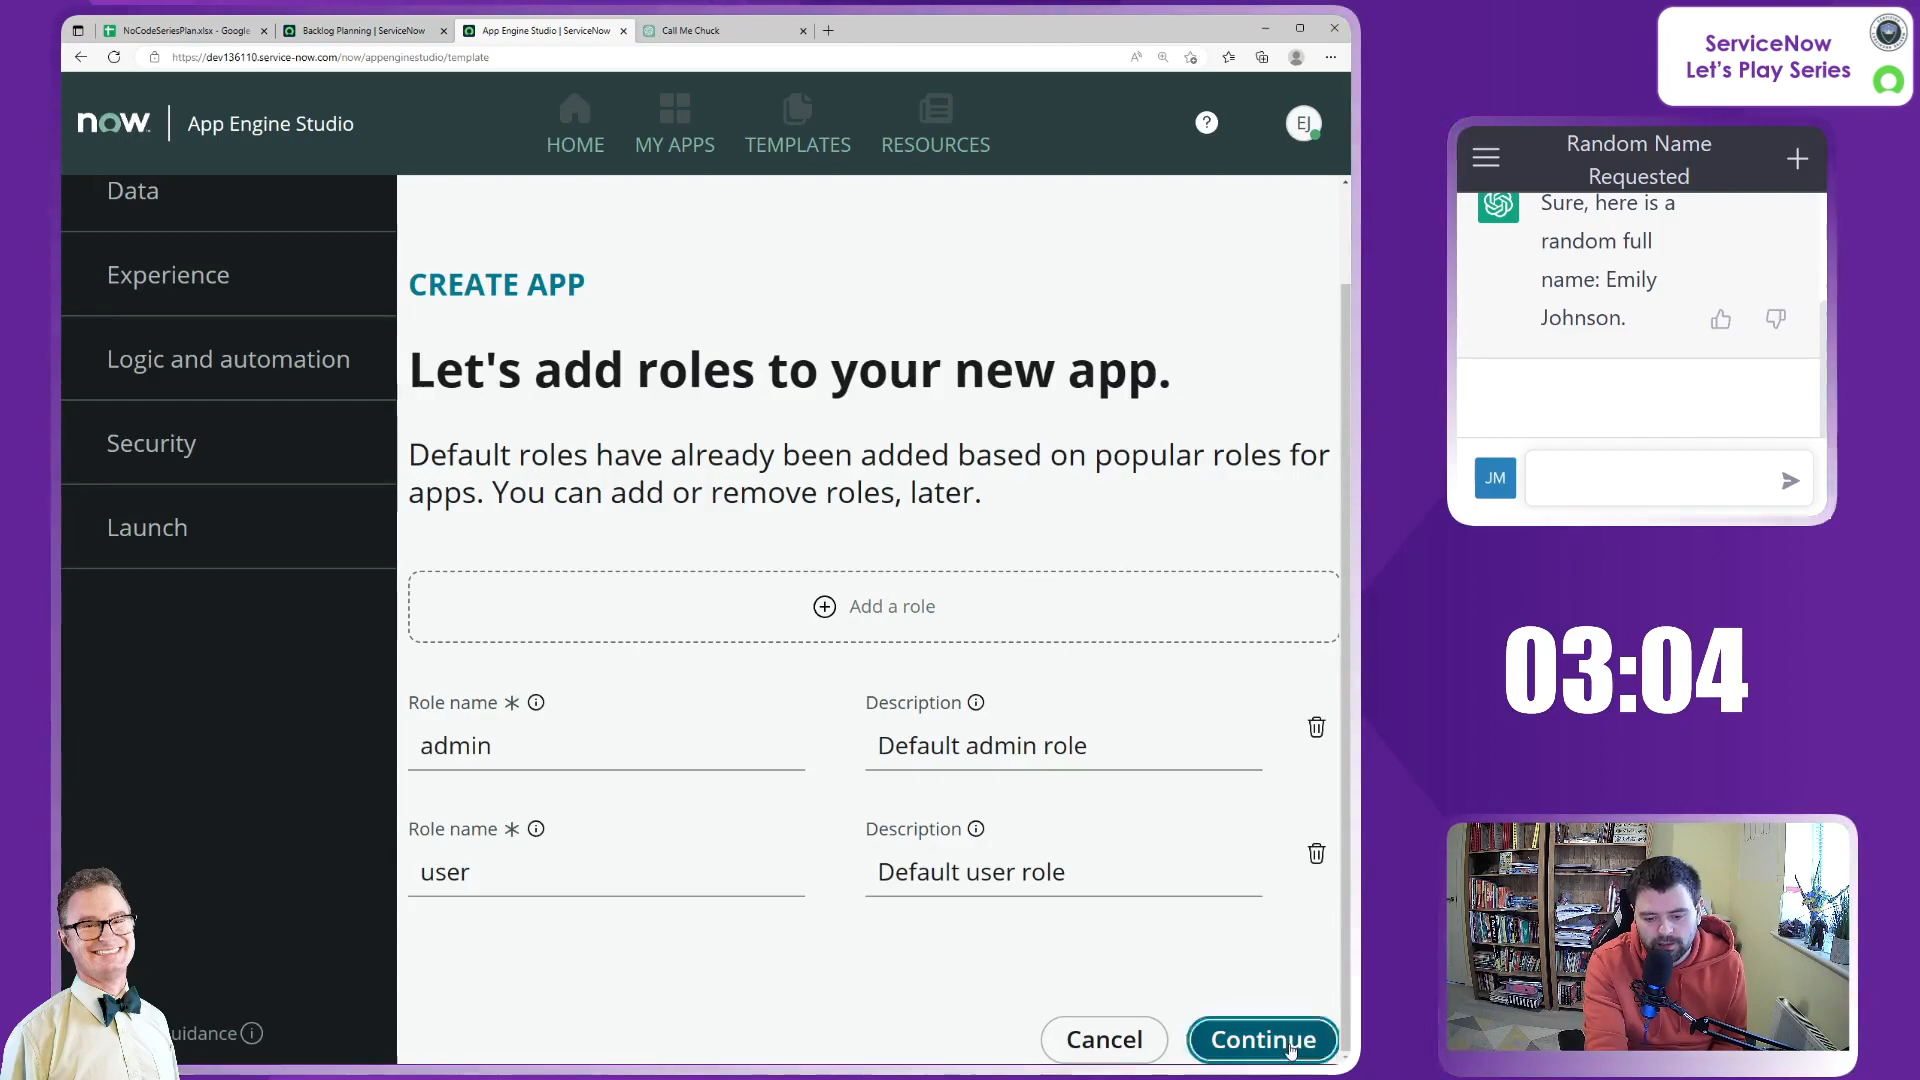 NoCodeSeriesPlan.xlsx - Google
Backlog Planning | ServiceNow
App Engine Studio | ServiceNow
Call Me Chuck
https://dev136110.service-now.com/now/appenginestudio/template
now.
App Engine Studio
HOME
MY APPS
TEMPLATES
RESOURCES
?
EJ
Data
Experience
Logic and automation
Security
Launch
uidance
CREATE APP
Let's add roles to your new app.
Default roles have already been added based on popular roles for
apps. You can add or remove roles, later.
Add a role
Role name
Description
admin
Default admin role
Role name
Description
user
Default user role
Cancel
Continue
ServiceNow
Let's Play Series
Random Name
Requested
Sure, here is a
random full
name: Emily
Johnson.
JM
03:04